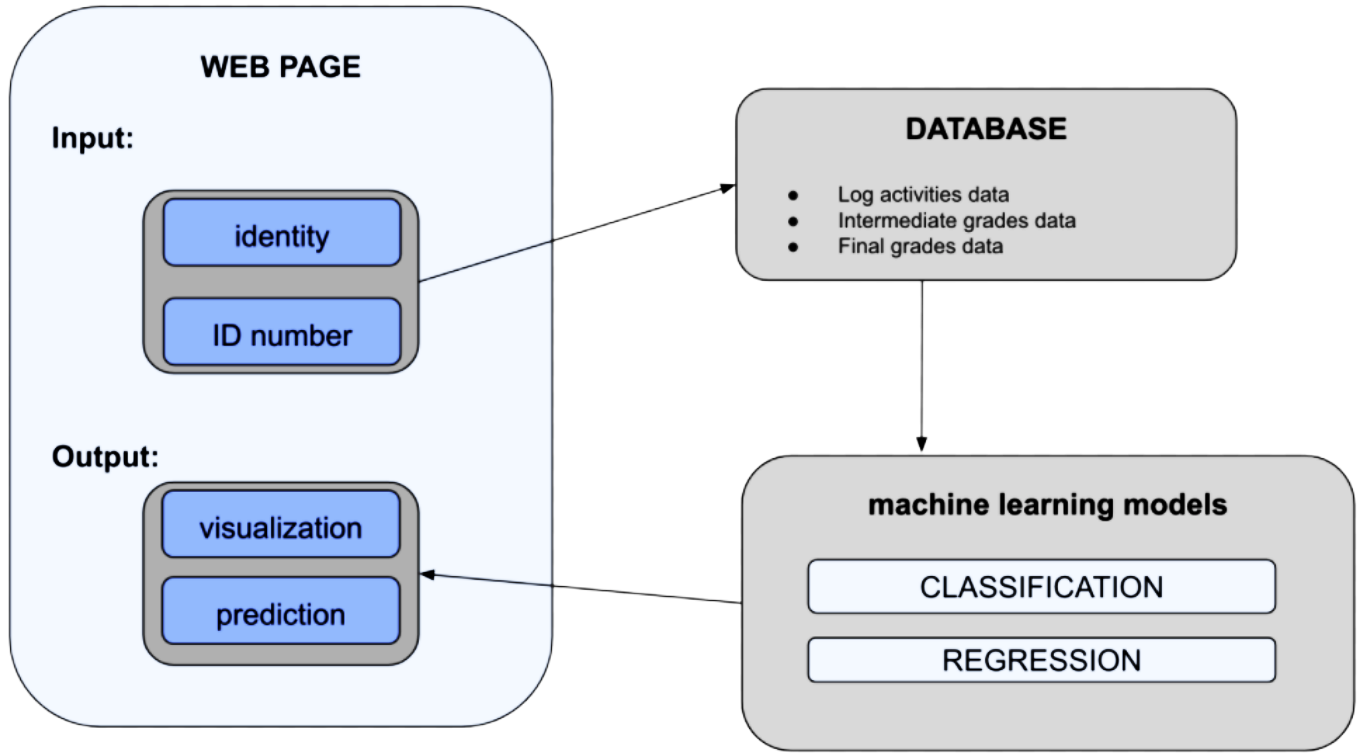 WEB PAGE
Input:
identity
ID number
Output:
visualization
prediction
DATABASE
● Log activities data
● Intermediate grades data
● Final grades data
machine learning models
CLASSIFICATION
REGRESSION